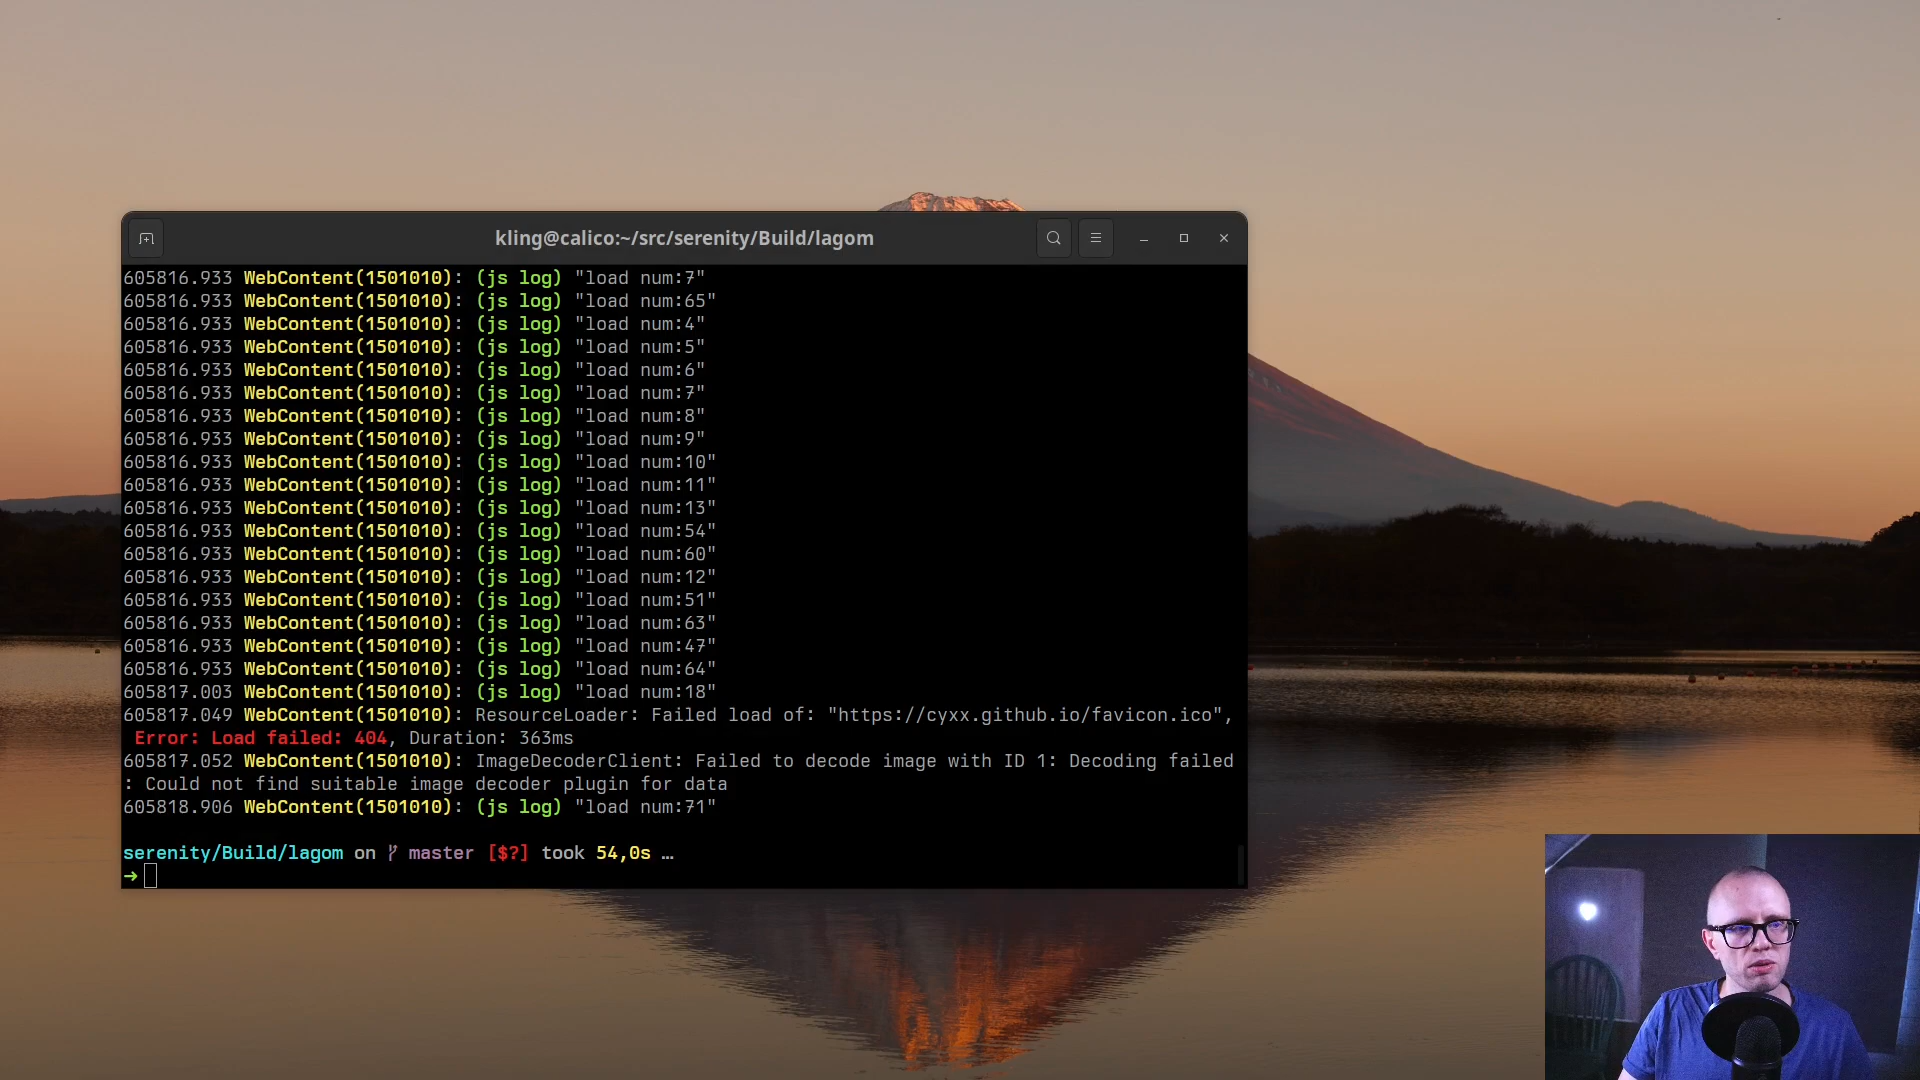 kling@calico:~/src/serenity/Build/lagom
605816.933 WebContent(1501010): (js log) "load num:7"
605816.933 WebContent(1501010): (js log) "load num:65"
605816.933 WebContent(1501010): (js log) "load num:4"
605816.933 WebContent(1501010): (js log) "load num:5"
605816.933 WebContent(1501010): (js log) "load num:6"
605816.933 WebContent(1501010): (js log) "load num:7"
605816.933 WebContent(1501010): (js log) "load num:8"
605816.933 WebContent(1501010): (js log) "load num:9"
605816.933 WebContent(1501010): (js log) "load num:10"
605816.933 WebContent(1501010): (js log) "load num:11"
605816.933 WebContent(1501010): (js log) "load num:13"
605816.933 WebContent(1501010): (js log) "load num:54"
605816.933 WebContent(1501010): (js log) "load num:60"
605816.933 WebContent(1501010): (js log) "load num:12"
605816.933 WebContent(1501010): (js log) "load num:51"
605816.933 WebContent(1501010): (js log) "load num:63"
605816.933 WebContent(1501010): (js log) "load num:47"
605816.933 WebContent(1501010): (js log) "load num:64"
605817.003 WebContent(1501010): (js log) "load num:18"
605817.049 WebContent(1501010): ResourceLoader: Failed load of: "https://cyxx.github.io/favicon.ico",
Error: Load failed: 404, Duration: 363ms
605817.052 WebContent(1501010): ImageDecoderClient: Failed to decode image with ID 1: Decoding failed
: Could not find suitable image decoder plugin for data
605818.906 WebContent(1501010): (js log) "load num:71"
serenity/Build/lagom on master [$?] took 54,0s …
➜